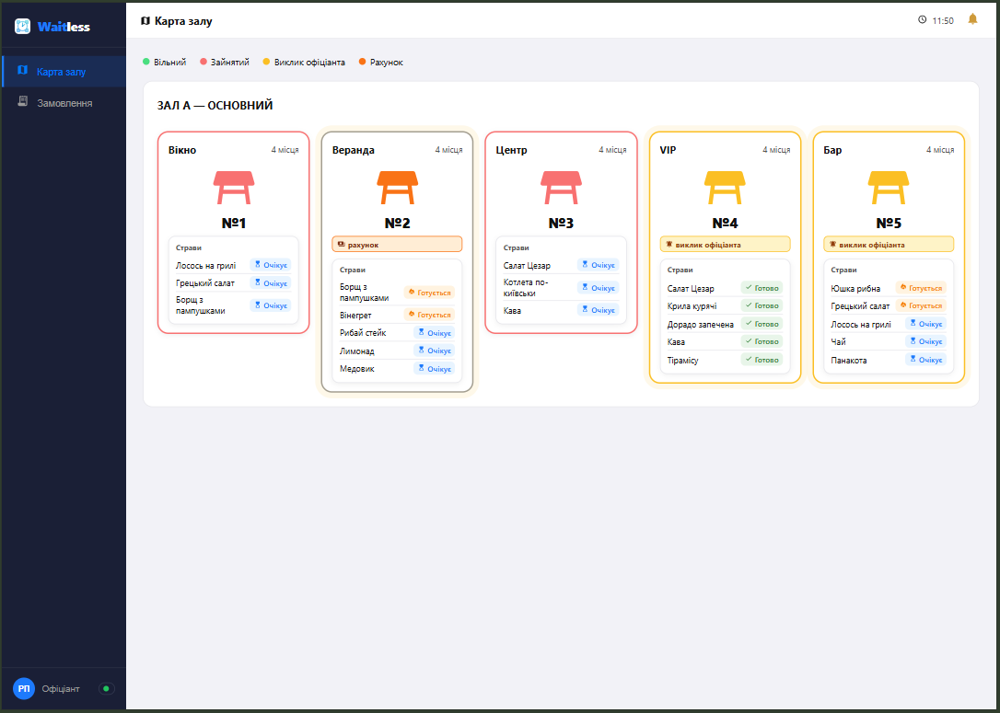 Waitless
Карта залу
11:50
Карта залу
Замовлення
Вільний
Зайнятий
Виклик офіціанта
Рахунок
ЗАЛ А — ОСНОВНИЙ
Вікно
4 місця
№1
Страви
Лосось на грилі
Очікує
Грецький салат
Очікує
Борщ з
пампушками
Очікує
Веранда
4 місця
№2
рахунок
Страви
Борщ з
пампушками
Готується
Вінегрет
Готується
Рибай стейк
Очікує
Лимонад
Очікує
Медовик
Очікує
Центр
4 місця
№3
Страви
Салат Цезар
Очікує
Котлета по-
київськи
Очікує
Кава
Очікує
VIP
4 місця
№4
виклик офіціанта
Страви
Салат Цезар
Готово
Крила курячі
Готово
Дорадо запечена
Готово
Кава
Готово
Тірамісу
Готово
Бар
4 місця
№5
виклик офіціанта
Страви
Юшка рибна
Готується
Грецький салат
Готується
Лосось на грилі
Очікує
Чай
Очікує
Панакота
Очікує
РП
Офіціант